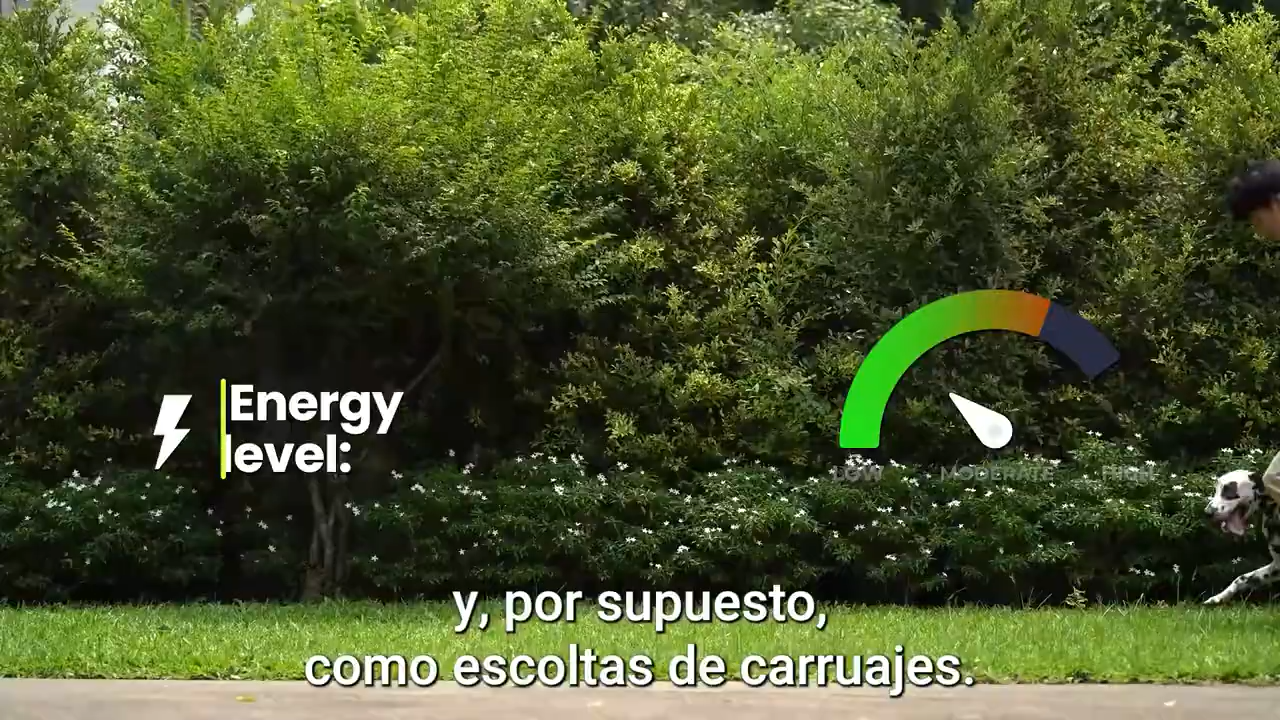 Energy
level:
LOW MODERATE HIGH
y, por supuesto,
como escoltas de carruajes.